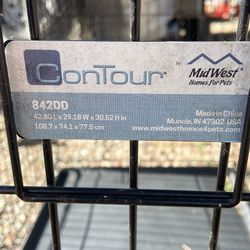 ConTour®
by
MidWest®
Homes For Pets
842DD
42.80 L x 29.18 W x 30.52 H in
108.7 x 74.1 x 77.5 cm
Made in China
Muncie, IN 47302 USA
www.midwesthomes4pets.com